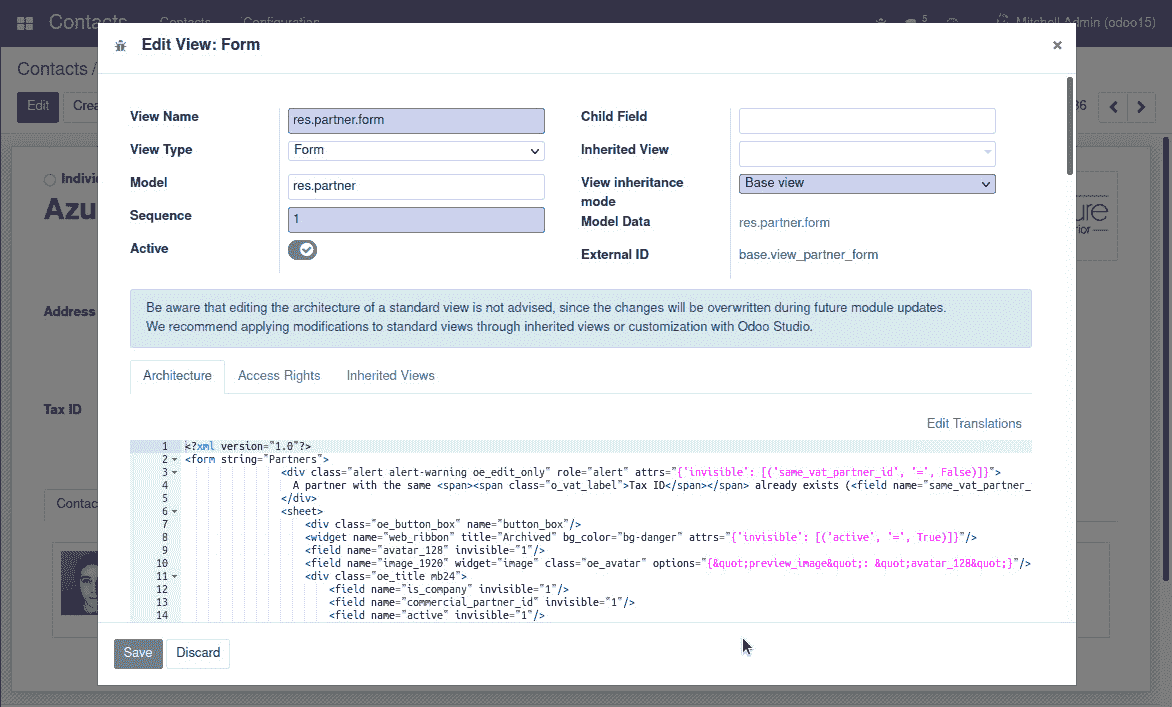 Contacts Contacts Configuration 5 Mitchell Admin (odoo15)
Edit View: Form ×
Contacts /
Edit Crea
36
View Name res.partner.form
View Type Form
Model res.partner
Sequence 1
Active
Child Field
Inherited View
View inheritance
mode
Base view
Model Data res.partner.form
External ID base.view_partner_form
Individ
Azu
ure
ior
Address
Tax ID
Contac
Be aware that editing the architecture of a standard view is not advised, since the changes will be overwritten during future module updates.
We recommend applying modifications to standard views through inherited views or customization with Odoo Studio.
Architecture Access Rights Inherited Views
Edit Translations
1 <?xml version="1.0"?>
2 <form string="Partners">
3 <div class="alert alert-warning oe_edit_only" role="alert" attrs="{'invisible': [('same_vat_partner_id', '=', False)]}">
4 A partner with the same <span><span class="o_vat_label">Tax ID</span></span> already exists (<field name="same_vat_partner_
5 </div>
6 <sheet>
7 <div class="oe_button_box" name="button_box"/>
8 <widget name="web_ribbon" title="Archived" bg_color="bg-danger" attrs="{'invisible': [('active', '=', True)]}"/>
9 <field name="avatar_128" invisible="1"/>
10 <field name="image_1920" widget="image" class="oe_avatar" options="{&quot;preview_image&quot;: &quot;avatar_128&quot;}"/>
11 <div class="oe_title mb24">
12 <field name="is_company" invisible="1"/>
13 <field name="commercial_partner_id" invisible="1"/>
14 <field name="active" invisible="1"/>
Save Discard